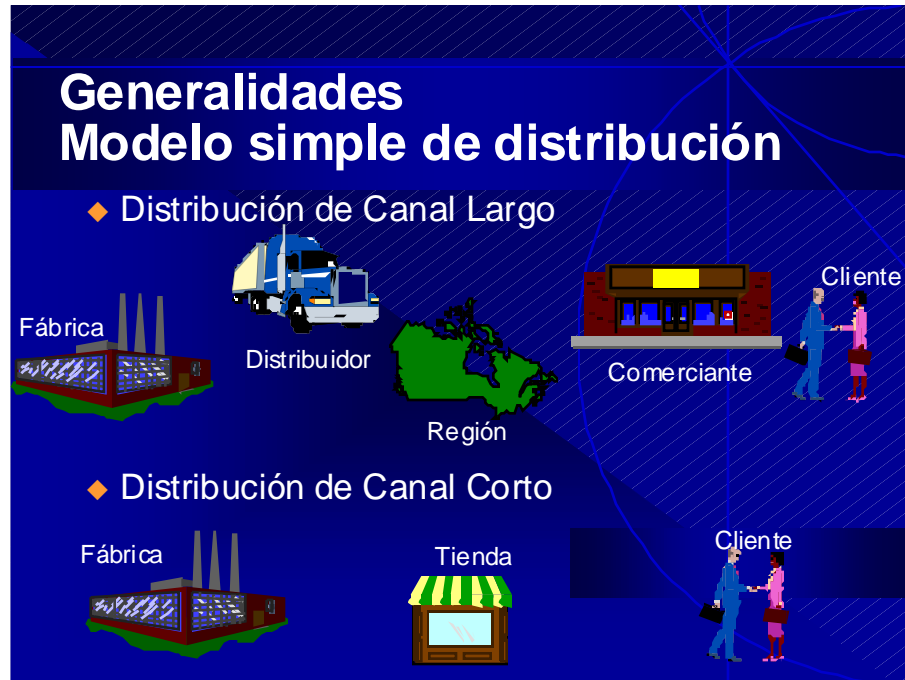 Generalidades
Modelo simple de distribución
Distribución de Canal Largo
Fábrica
Distribuidor
Región
Comerciante
Cliente
Distribución de Canal Corto
Fábrica
Tienda
Cliente